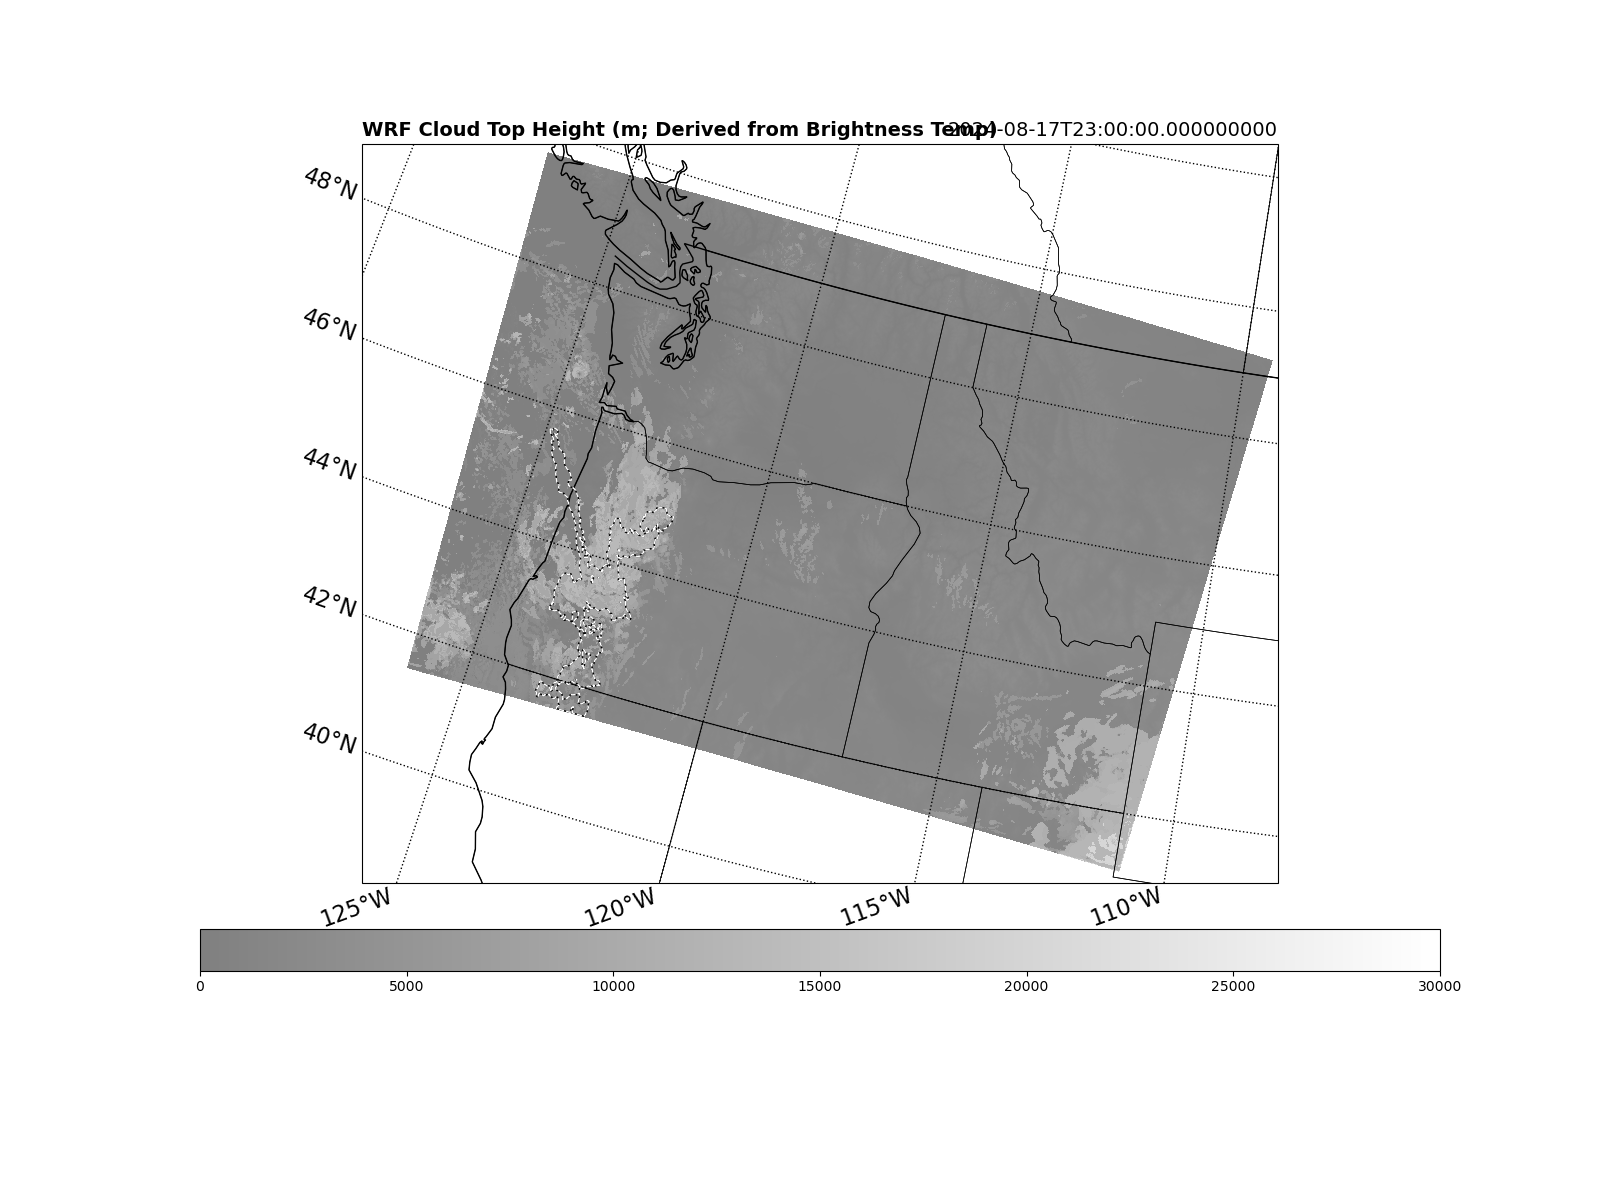 WRF Cloud Top Height (m; Derived from Brightness Temp) 2024-08-17T23:00:00.000000000
48°N
46°N
44°N
42°N
40°N
125°W 120°W 115°W 110°W
0 5000 10000 15000 20000 25000 30000